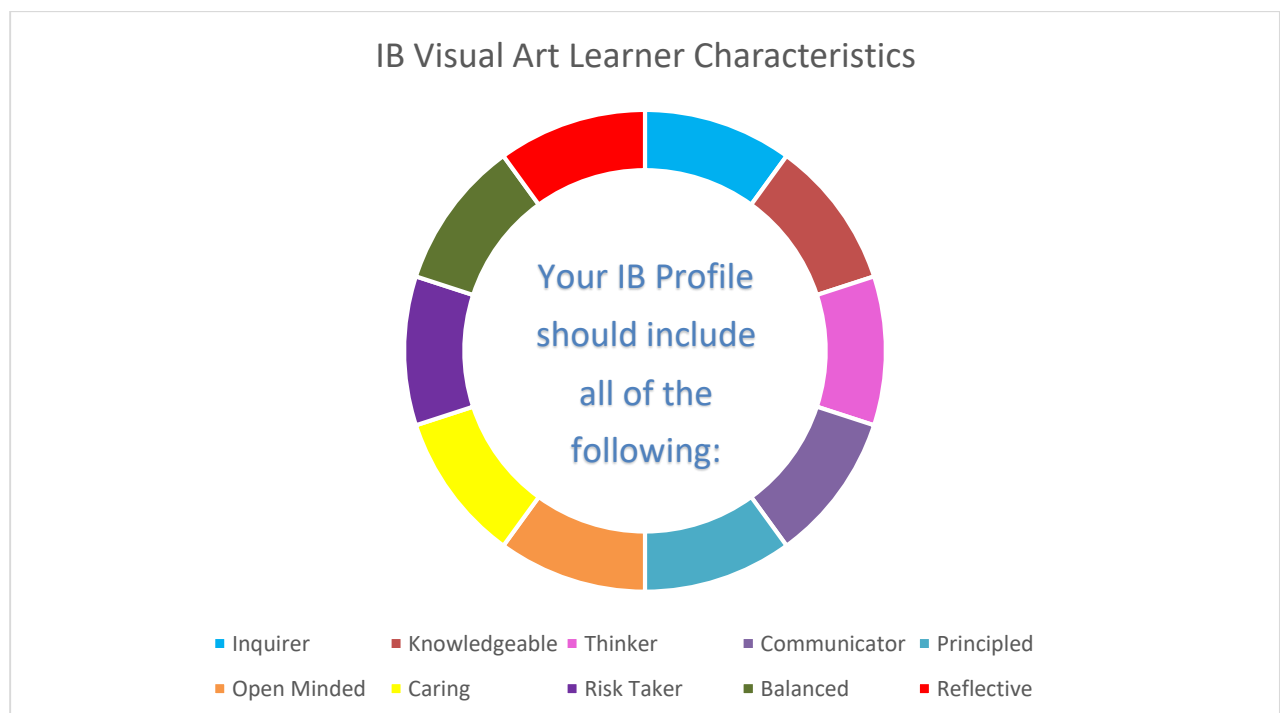 IB Visual Art Learner Characteristics
Your IB Profile
should include
all of the
following:
Inquirer Knowledgeable Thinker Communicator Principled
Open Minded Caring Risk Taker Balanced Reflective